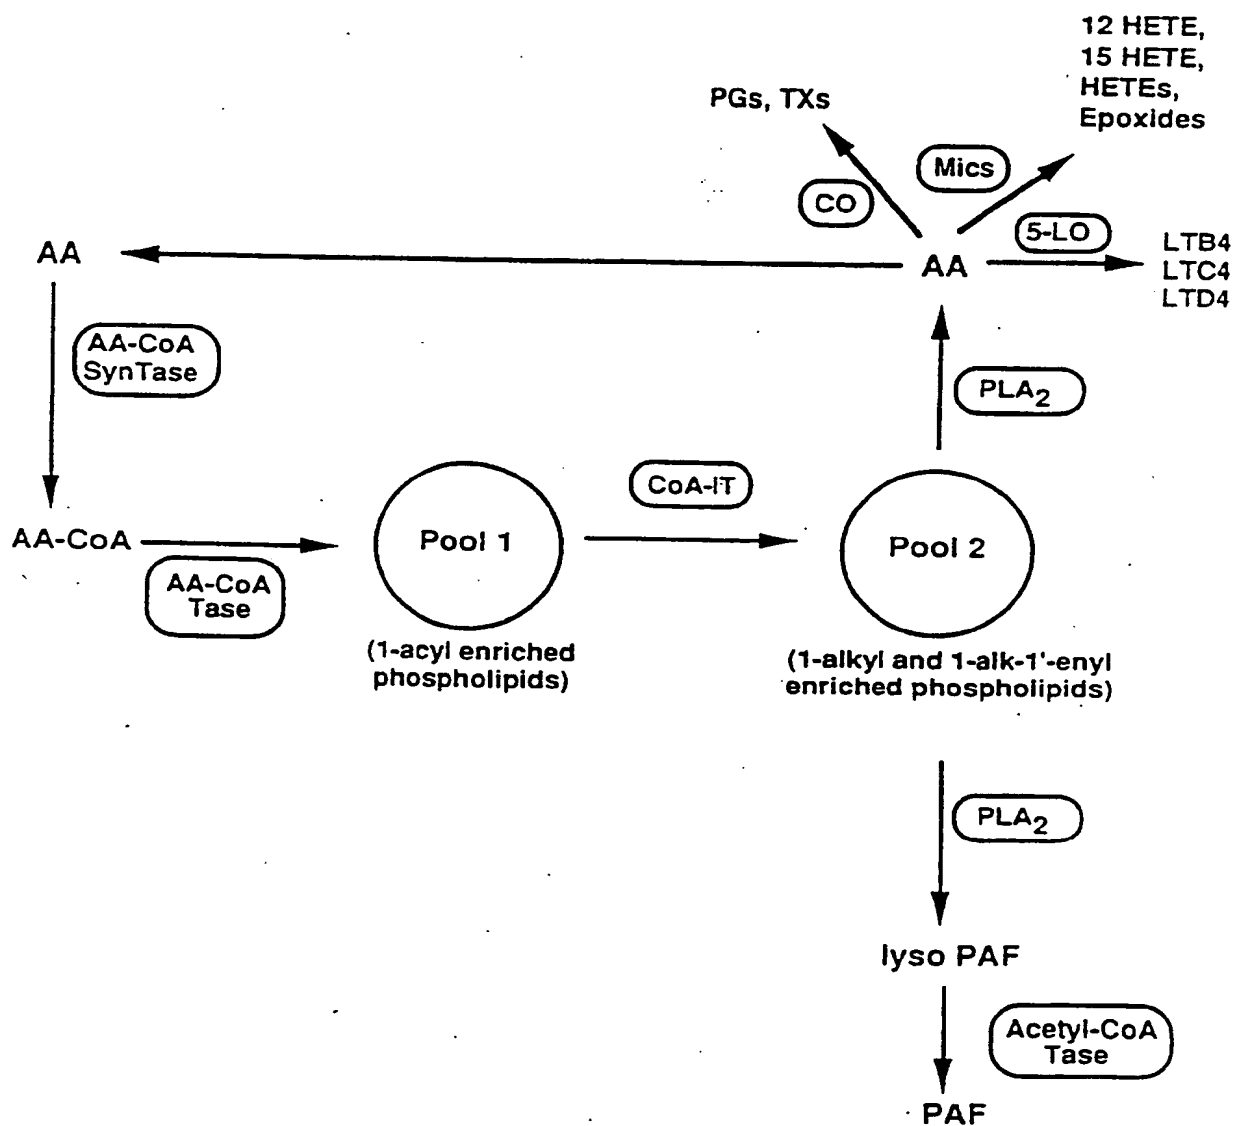 12 HETE,
15 HETE,
HETEs,
Epoxides
PGs, TXs
Mics
CO
5-LO
LTB4
LTC4
LTD4
AA
AA
AA-CoA
SynTase
PLA2
CoA-IT
AA-CoA
Pool 1
Pool 2
AA-CoA
Tase
(1-acyl enriched
phospholipids)
(1-alkyl and 1-alk-1'-enyl
enriched phospholipids)
PLA2
lyso PAF
Acetyl-CoA
Tase
PAF